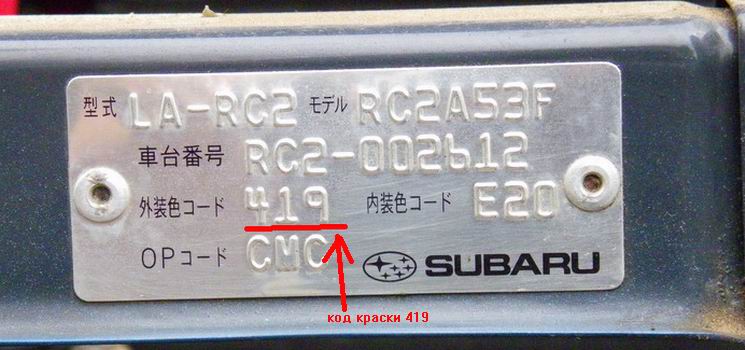 型式 LA-RC2 モデル RC2A53F
車台番号 RC2-002612
外装色コード 419 内装色コード E20
OPコード CMC SUBARU
код краски 419